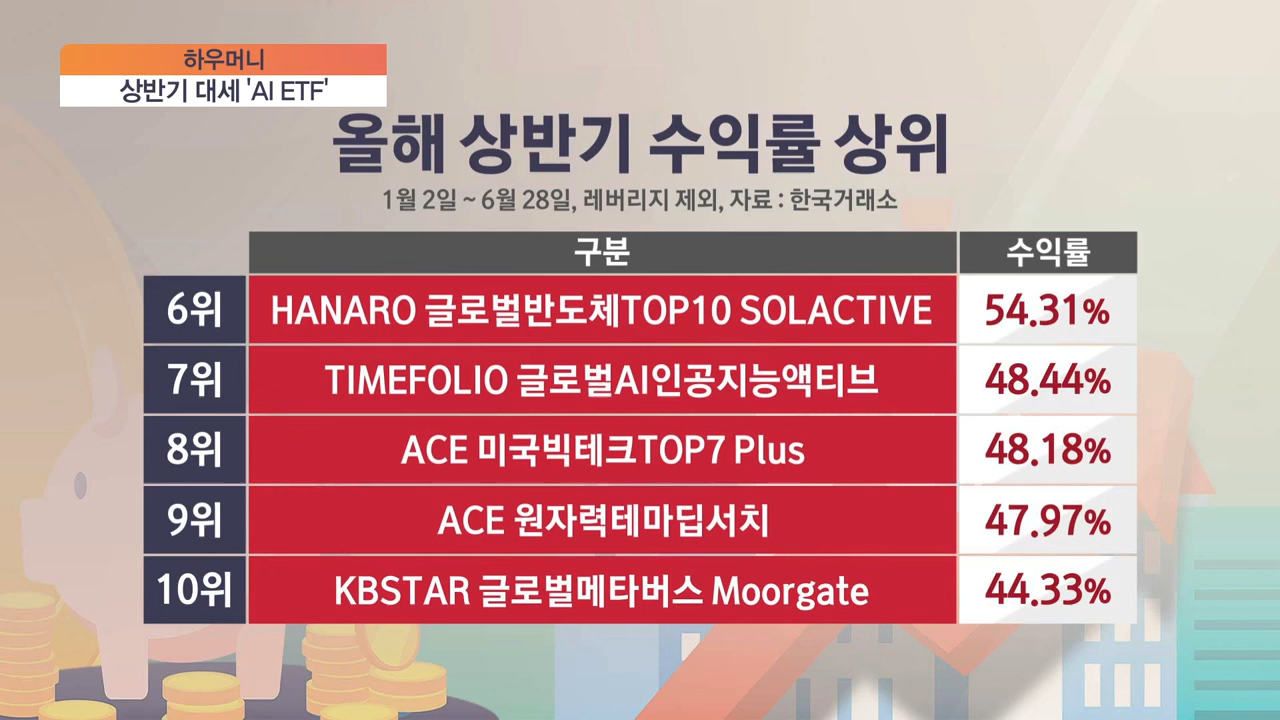 하우머니
상반기 대세 'AI ETF'
올해 상반기 수익률 상위
1월 2일 ~ 6월 28일, 레버리지 제외, 자료 : 한국거래소
구분 수익률
6위 HANARO 글로벌반도체TOP10 SOLACTIVE 54.31%
7위 TIMEFOLIO 글로벌AI인공지능액티브 48.44%
8위 ACE 미국빅테크TOP7 Plus 48.18%
9위 ACE 원자력테마딥서치 47.97%
10위 KBSTAR 글로벌메타버스 Moorgate 44.33%